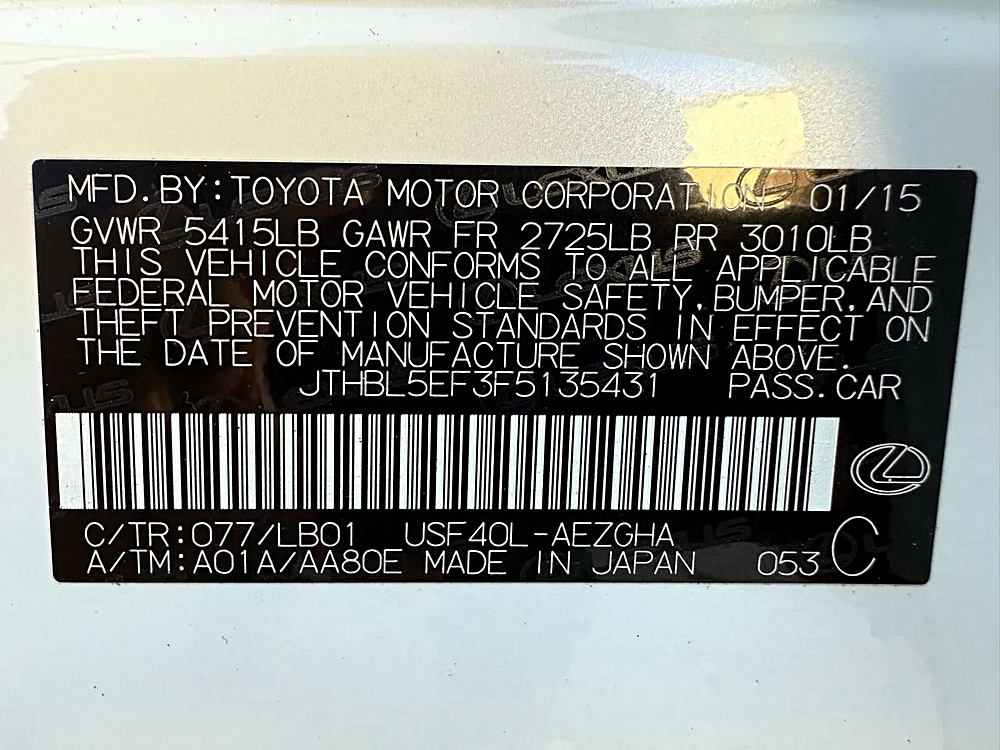 MFD. BY: TOYOTA MOTOR CORPORATION 01/15
GVWR 5415LB GAWR FR 2725LB RR 3010LB
THIS VEHICLE CONFORMS TO ALL APPLICABLE
FEDERAL MOTOR VEHICLE SAFETY, BUMPER, AND
THEFT PREVENTION STANDARDS IN EFFECT ON
THE DATE OF MANUFACTURE SHOWN ABOVE.
JTHBL5EF3F5135431 PASS. CAR
C/TR: 077/LB01 USF40L-AEZGHA
A/TM: A01A/AA80E MADE IN JAPAN 053 C